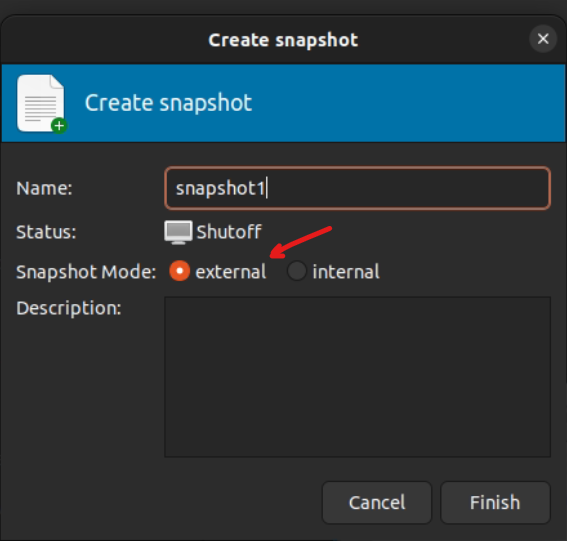 Create snapshot
Create snapshot
Name: snapshot1
Status: Shutoff
Snapshot Mode: external internal
Description:
Cancel Finish